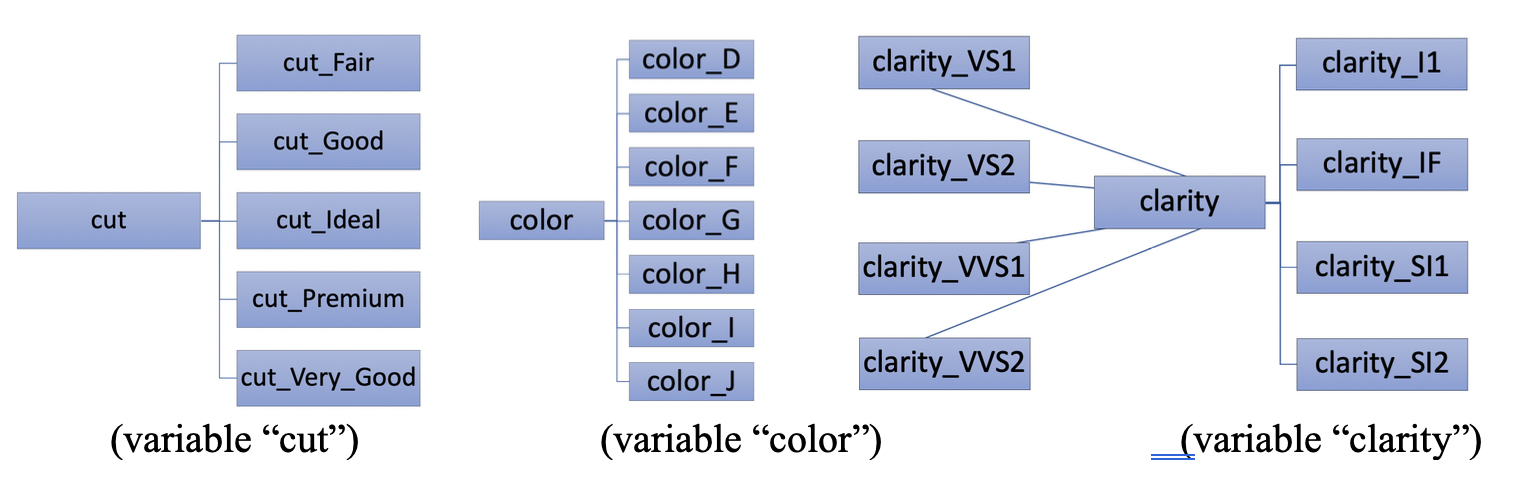 cut
cut_Fair
cut_Good
cut_Ideal
cut_Premium
cut_Very_Good
(variable “cut”)
color
color_D
color_E
color_F
color_G
color_H
color_I
color_J
(variable “color”)
clarity_VS1
clarity_VS2
clarity_VVS1
clarity_VVS2
clarity
clarity_I1
clarity_IF
clarity_SI1
clarity_SI2
(variable “clarity”)